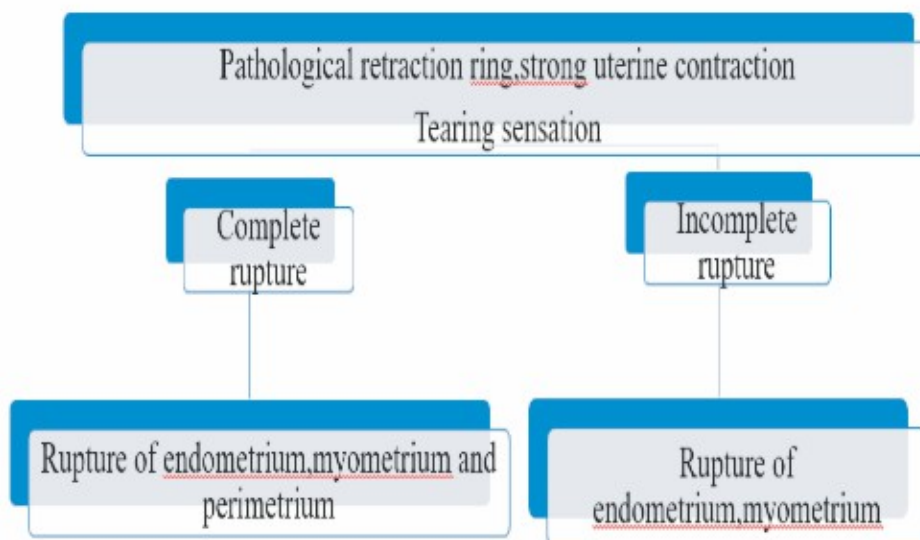 Pathological retraction ring,strong uterine contraction
Tearing sensation
Complete
rupture
Incomplete
rupture
Rupture of endometrium,myometrium and
perimetrium
Rupture of
endometrium,myometrium